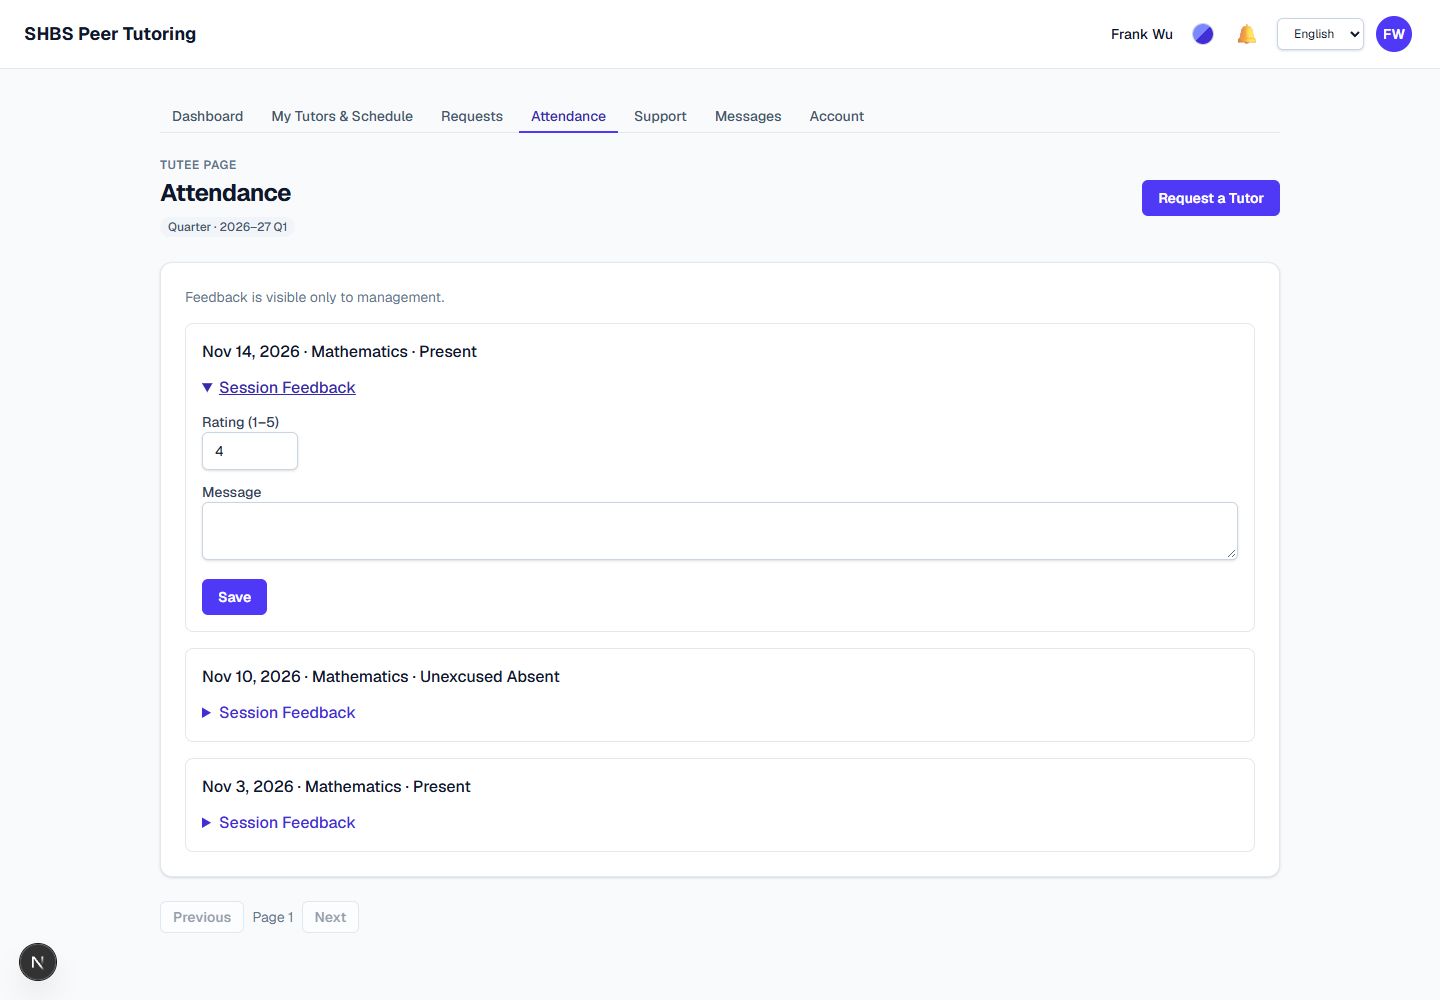 SHBS Peer Tutoring
Frank Wu
English
FW
Dashboard
My Tutors & Schedule
Requests
Attendance
Support
Messages
Account
TUTEE PAGE
Attendance
Quarter · 2026–27 Q1
Request a Tutor
Feedback is visible only to management.
Nov 14, 2026 · Mathematics · Present
Session Feedback
Rating (1–5)
4
Message
Save
Nov 10, 2026 · Mathematics · Unexcused Absent
Session Feedback
Nov 3, 2026 · Mathematics · Present
Session Feedback
Previous
Page 1
Next
N